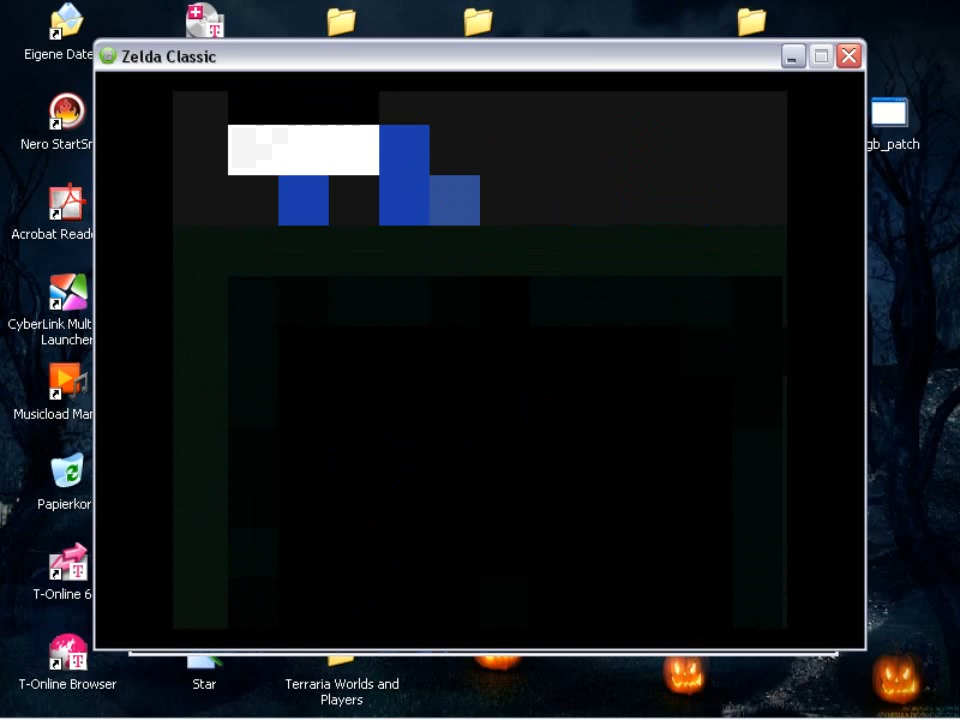 Zelda Classic
Eigene Date
Nero StartSr
gb_patch
Acrobat Reade
CyberLink Mult
Launcher
Musicload Mar
Papierkor
T-Online 6
T-Online Browser
Star
Terraria Worlds and
Players